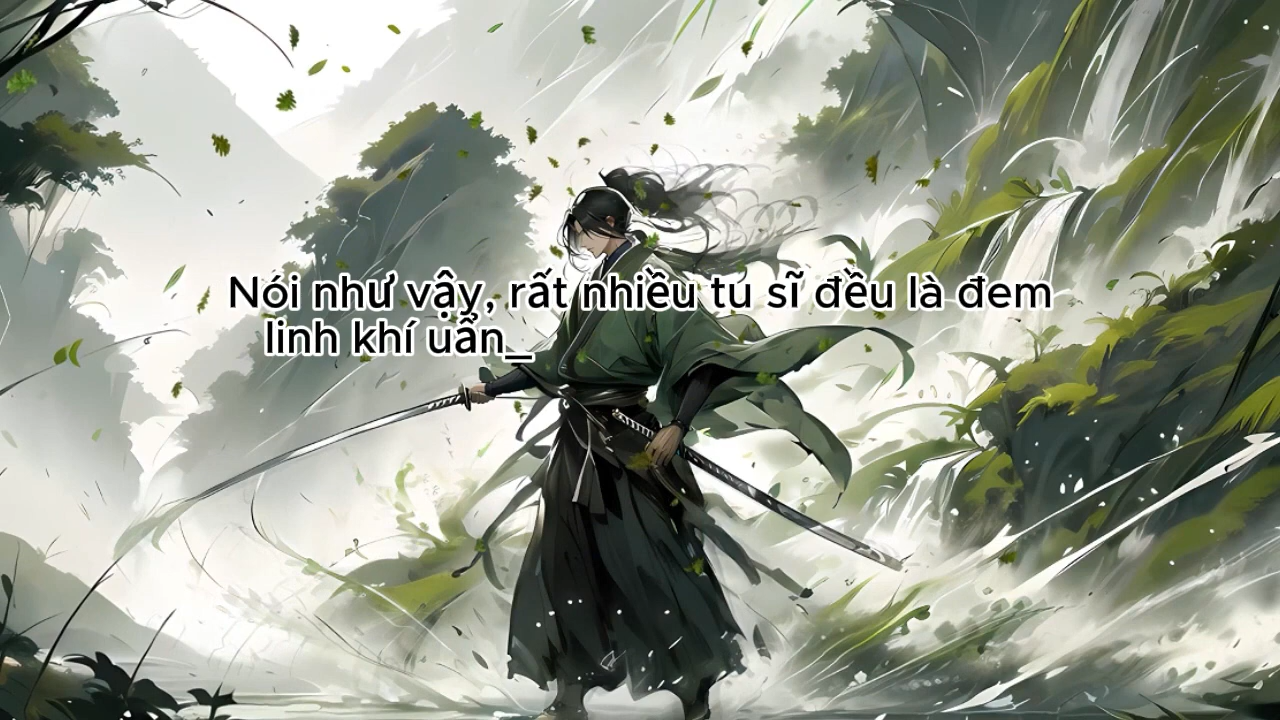 Nói như vậy, rất nhiều tu sĩ đều là đem
linh khí uẩn_